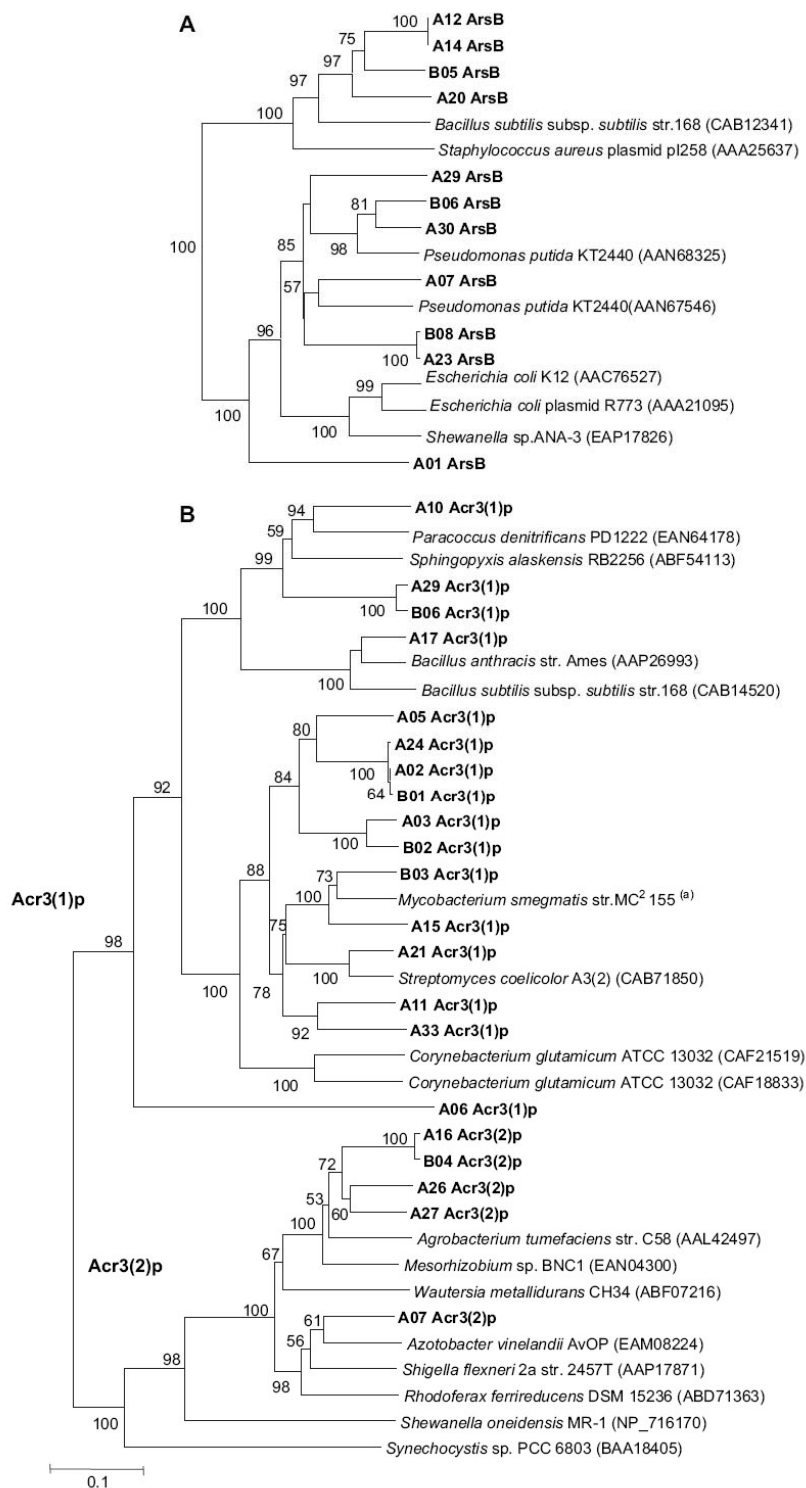 A
100
A12 ArsB
75
A14 ArsB
97
B05 ArsB
97
A20 ArsB
100
Bacillus subtilis subsp. subtilis str.168 (CAB12341)
Staphylococcus aureus plasmid pI258 (AAA25637)
A29 ArsB
81
B06 ArsB
A30 ArsB
100
85
98
Pseudomonas putida KT2440 (AAN68325)
57
A07 ArsB
Pseudomonas putida KT2440(AAN67546)
96
B08 ArsB
100
A23 ArsB
Escherichia coli K12 (AAC76527)
99
Escherichia coli plasmid R773 (AAA21095)
100
100
Shewanella sp.ANA-3 (EAP17826)
A01 ArsB
B
94
A10 Acr3(1)p
59
Paracoccus denitrificans PD1222 (EAN64178)
99
Sphingopyxis alaskensis RB2256 (ABF54113)
A29 Acr3(1)p
100
100
B06 Acr3(1)p
A17 Acr3(1)p
Bacillus anthracis str. Ames (AAP26993)
100
Bacillus subtilis subsp. subtilis str.168 (CAB14520)
A05 Acr3(1)p
80
A24 Acr3(1)p
84
100
A02 Acr3(1)p
92
64
B01 Acr3(1)p
A03 Acr3(1)p
100
B02 Acr3(1)p
88
73
B03 Acr3(1)p
Acr3(1)p
100
Mycobacterium smegmatis str.MC2 155 (a)
75
A15 Acr3(1)p
98
A21 Acr3(1)p
100
78
100
Streptomyces coelicolor A3(2) (CAB71850)
A11 Acr3(1)p
92
A33 Acr3(1)p
Corynebacterium glutamicum ATCC 13032 (CAF21519)
100
Corynebacterium glutamicum ATCC 13032 (CAF18833)
A06 Acr3(1)p
100
A16 Acr3(2)p
72
B04 Acr3(2)p
A26 Acr3(2)p
53
60
A27 Acr3(2)p
100
Agrobacterium tumefaciens str. C58 (AAL42497)
Acr3(2)p
67
Mesorhizobium sp. BNC1 (EAN04300)
Wautersia metallidurans CH34 (ABF07216)
100
61
A07 Acr3(2)p
56
Azotobacter vinelandii AvOP (EAM08224)
98
Shigella flexneri 2a str. 2457T (AAP17871)
98
Rhodoferax ferrireducens DSM 15236 (ABD71363)
100
Shewanella oneidensis MR-1 (NP_716170)
Synechocystis sp. PCC 6803 (BAA18405)
0.1